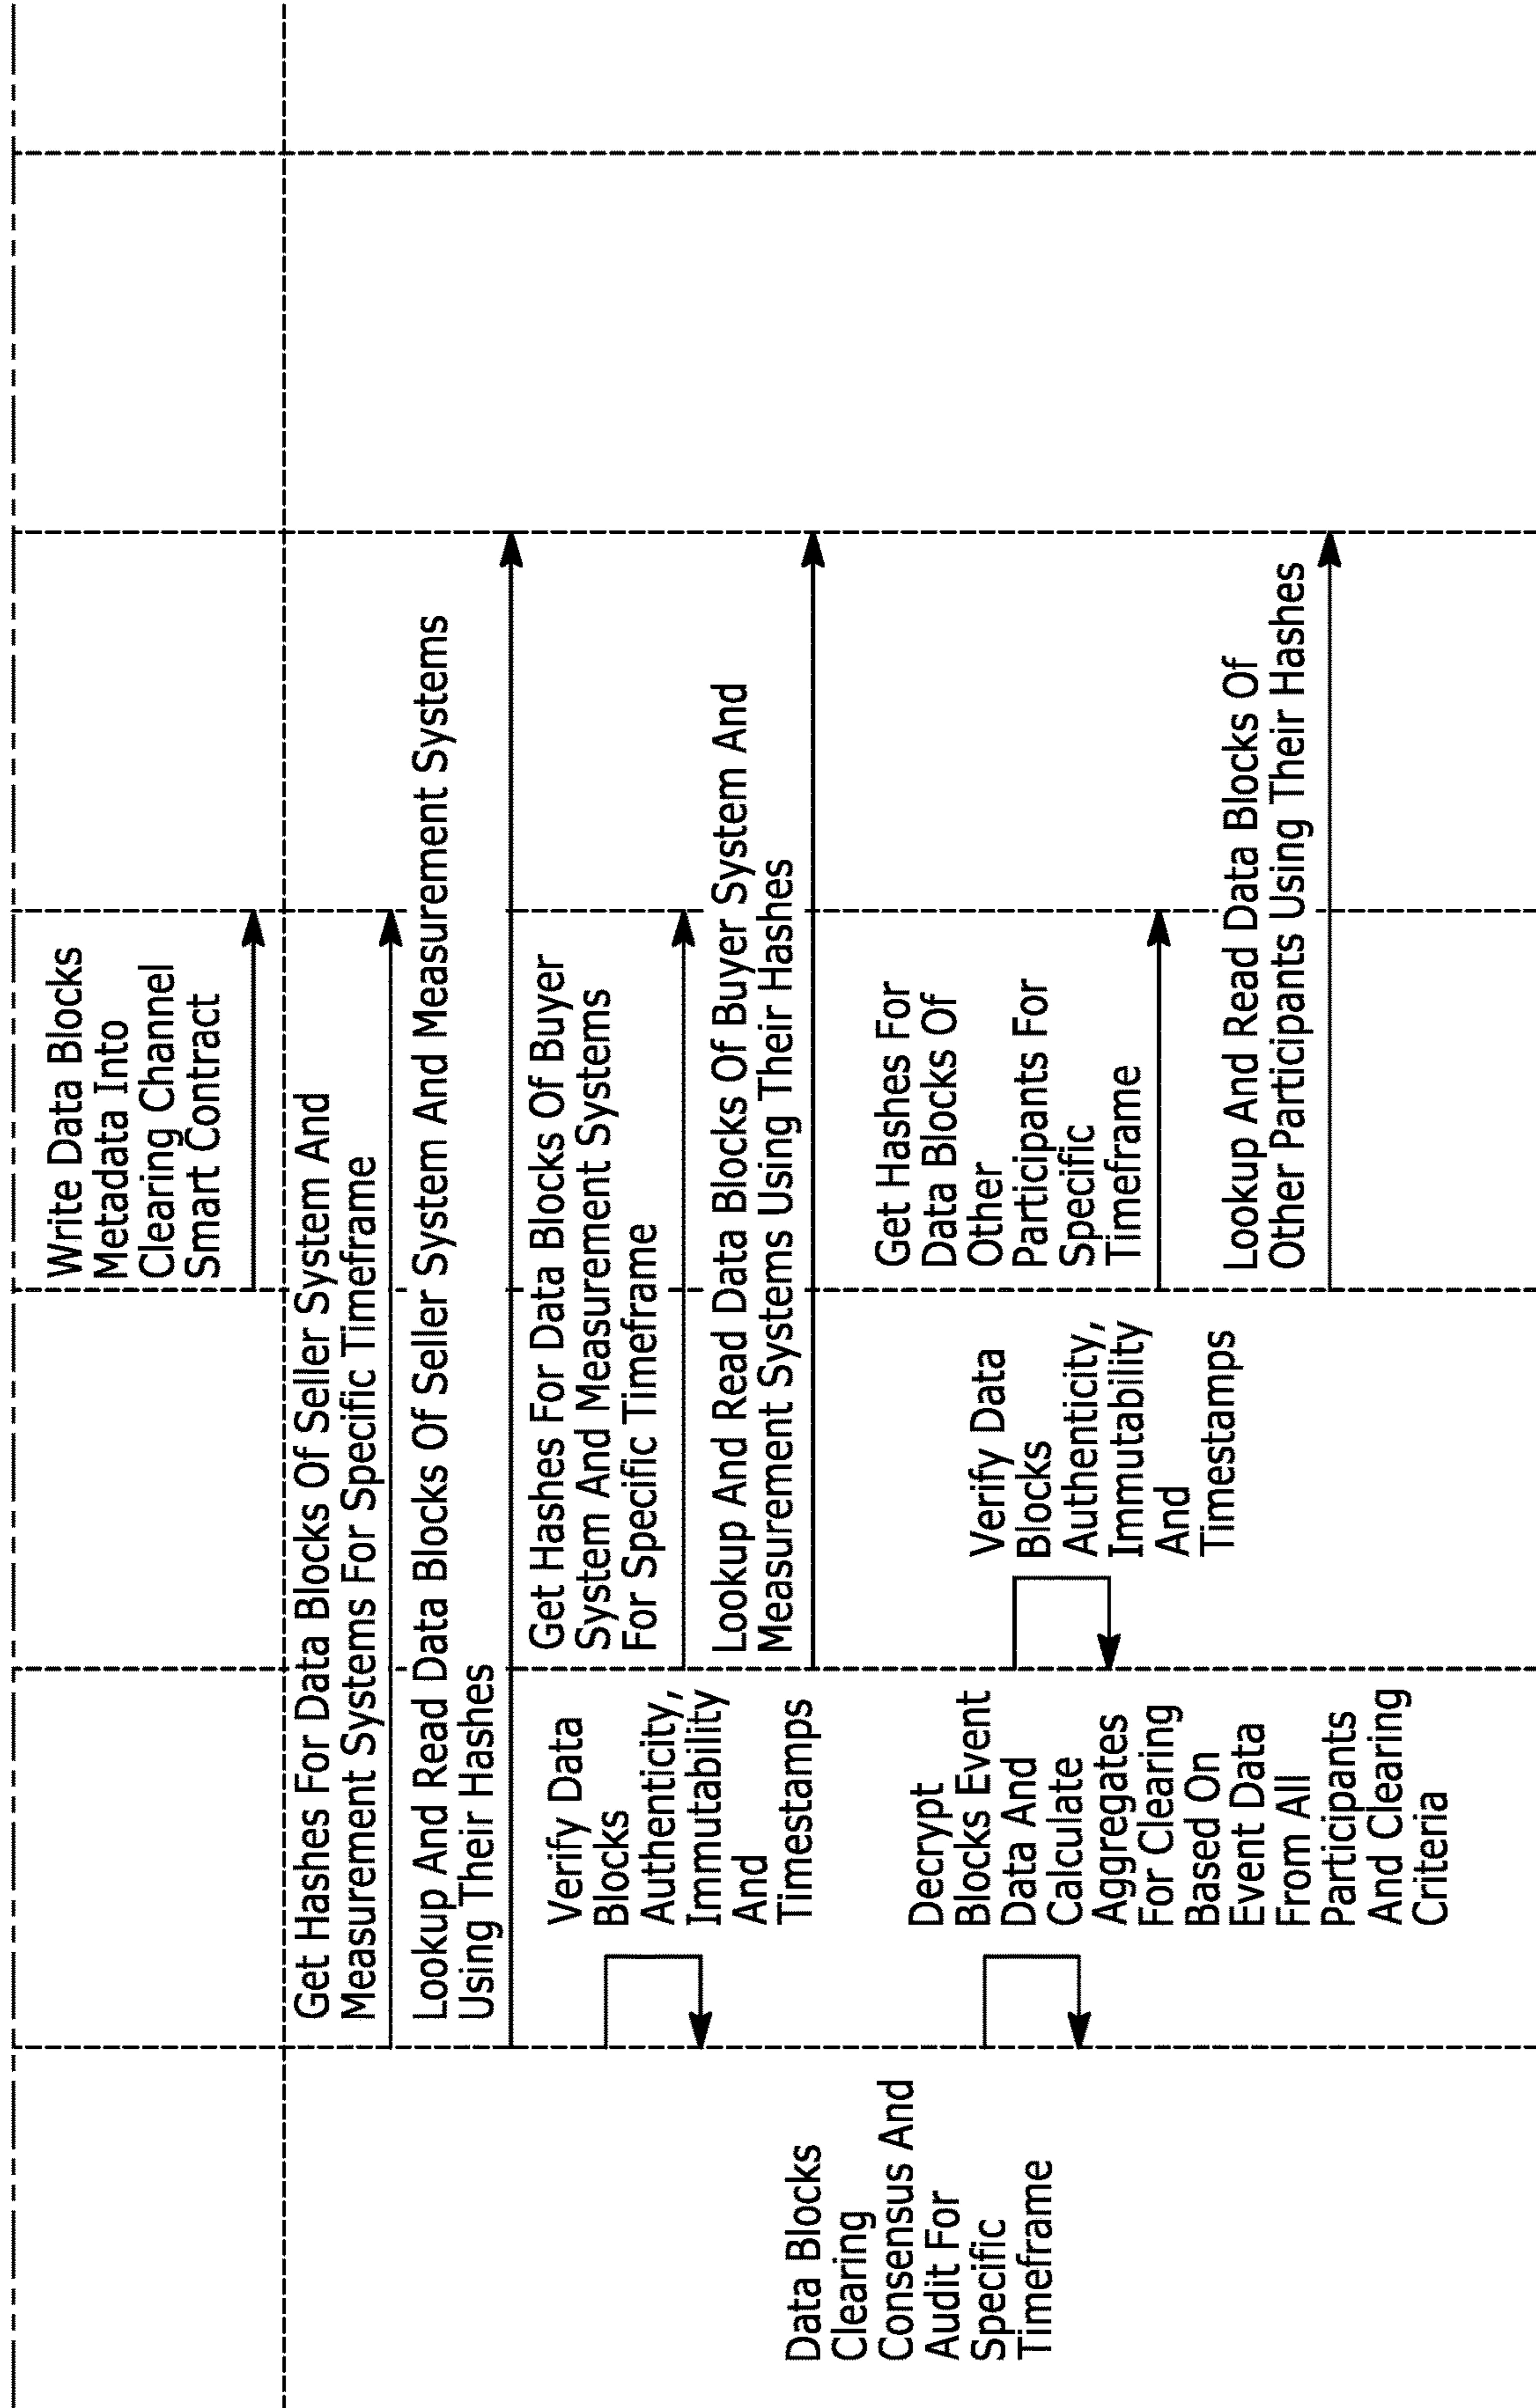 Write Data Blocks
Metadata Into
Clearing Channel
Smart Contract
Get Hashes For Data Blocks Of Seller System And
Measurement Systems For Specific Timeframe
Lookup And Read Data Blocks Of Seller System And Measurement Systems
Using Their Hashes
Get Hashes For Data Blocks Of Buyer
System And Measurement Systems
For Specific Timeframe
Verify Data
Blocks
Authenticity,
Immutability
And
Timestamps
Lookup And Read Data Blocks Of Buyer System And
Measurement Systems Using Their Hashes
Data Blocks
Clearing
Consensus And
Audit For
Specific
Timeframe
Get Hashes For
Data Blocks Of
Other
Participants For
Specific
Timeframe
Decrypt
Blocks Event
Data And
Calculate
Aggregates
For Clearing
Based On
Event Data
From All
Participants
And Clearing
Criteria
Verify Data
Blocks
Authenticity,
Immutability
And
Timestamps
Lookup And Read Data Blocks Of
Other Participants Using Their Hashes